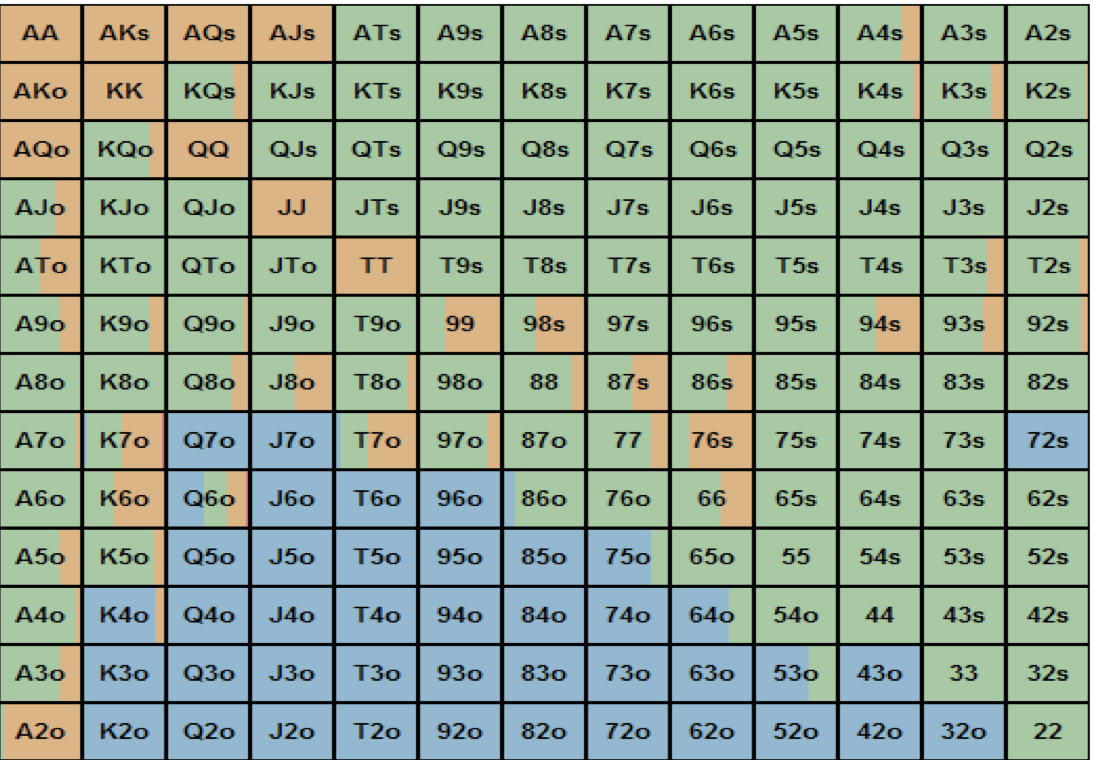 AA AKs AQs AJs ATs A9s A8s A7s A6s A5s A4s A3s A2s
AKo KK KQs KJs KTs K9s K8s K7s K6s K5s K4s K3s K2s
AQo KQo QQ QJs QTs Q9s Q8s Q7s Q6s Q5s Q4s Q3s Q2s
AJo KJo QJo JJ JTs J9s J8s J7s J6s J5s J4s J3s J2s
ATo KTo QTo JTo TT T9s T8s T7s T6s T5s T4s T3s T2s
A9o K9o Q9o J9o T9o 99 98s 97s 96s 95s 94s 93s 92s
A8o K8o Q8o J8o T8o 98o 88 87s 86s 85s 84s 83s 82s
A7o K7o Q7o J7o T7o 97o 87o 77 76s 75s 74s 73s 72s
A6o K6o Q6o J6o T6o 96o 86o 76o 66 65s 64s 63s 62s
A5o K5o Q5o J5o T5o 95o 85o 75o 65o 55 54s 53s 52s
A4o K4o Q4o J4o T4o 94o 84o 74o 64o 54o 44 43s 42s
A3o K3o Q3o J3o T3o 93o 83o 73o 63o 53o 43o 33 32s
A2o K2o Q2o J2o T2o 92o 82o 72o 62o 52o 42o 32o 22